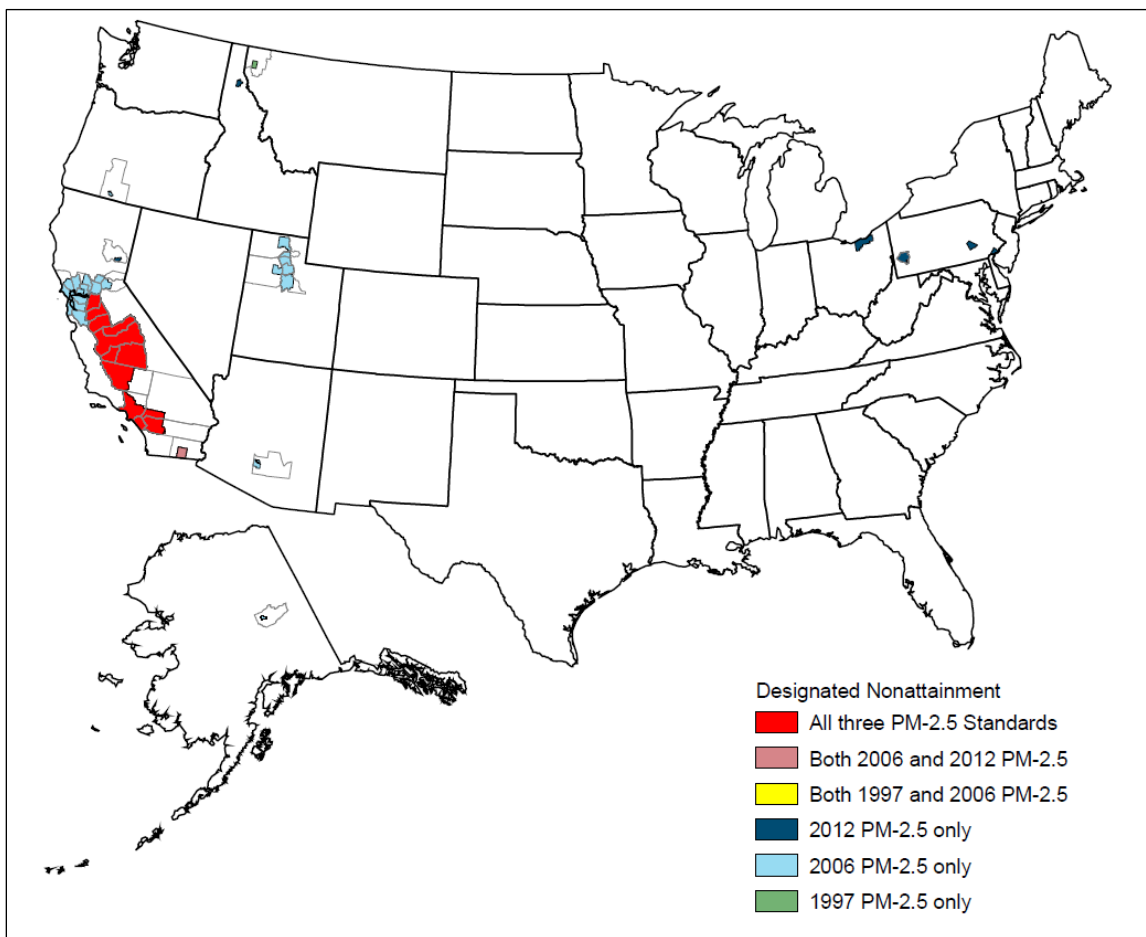 Designated Nonattainment
All three PM-2.5 Standards
Both 2006 and 2012 PM-2.5
Both 1997 and 2006 PM-2.5
2012 PM-2.5 only
2006 PM-2.5 only
1997 PM-2.5 only